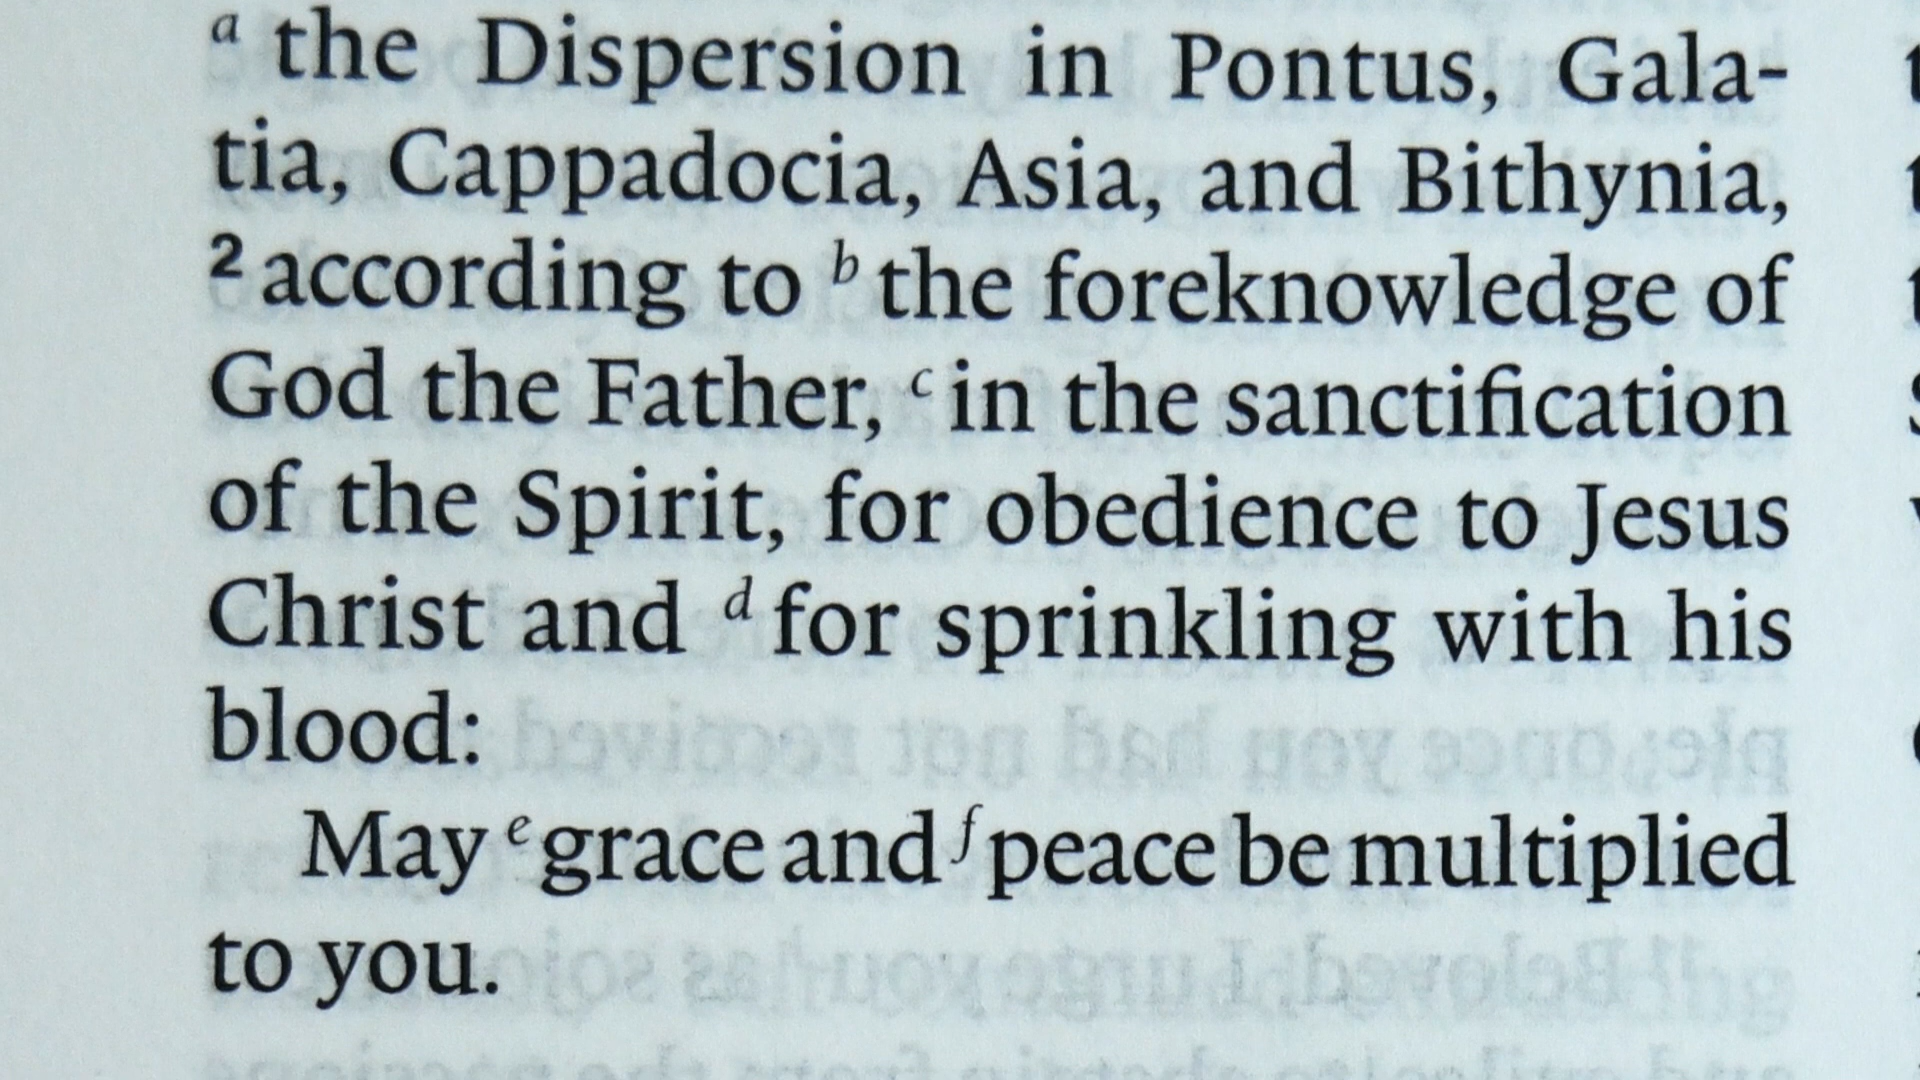 a the Dispersion in Pontus, Gala-
tia, Cappadocia, Asia, and Bithynia,
2 according to b the foreknowledge of
God the Father, c in the sanctification
of the Spirit, for obedience to Jesus
Christ and d for sprinkling with his
blood:
May e grace and f peace be multiplied
to you.